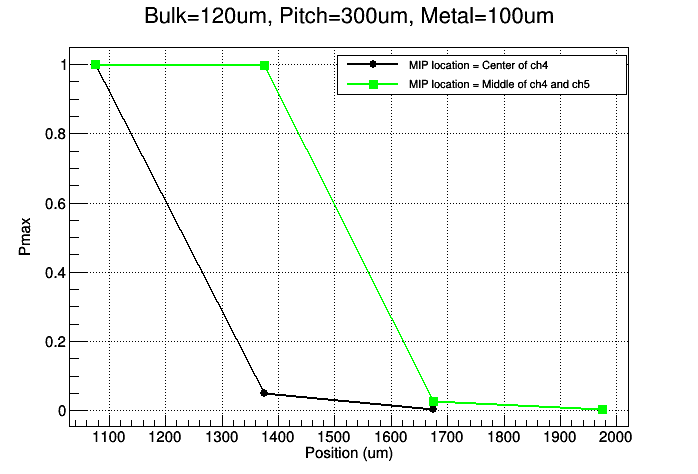 Bulk=120um, Pitch=300um, Metal=100um
MIP location = Center of ch4
MIP location = Middle of ch4 and ch5
Pmax
1
0.8
0.6
0.4
0.2
0
1100 1200 1300 1400 1500 1600 1700 1800 1900 2000
Position (um)